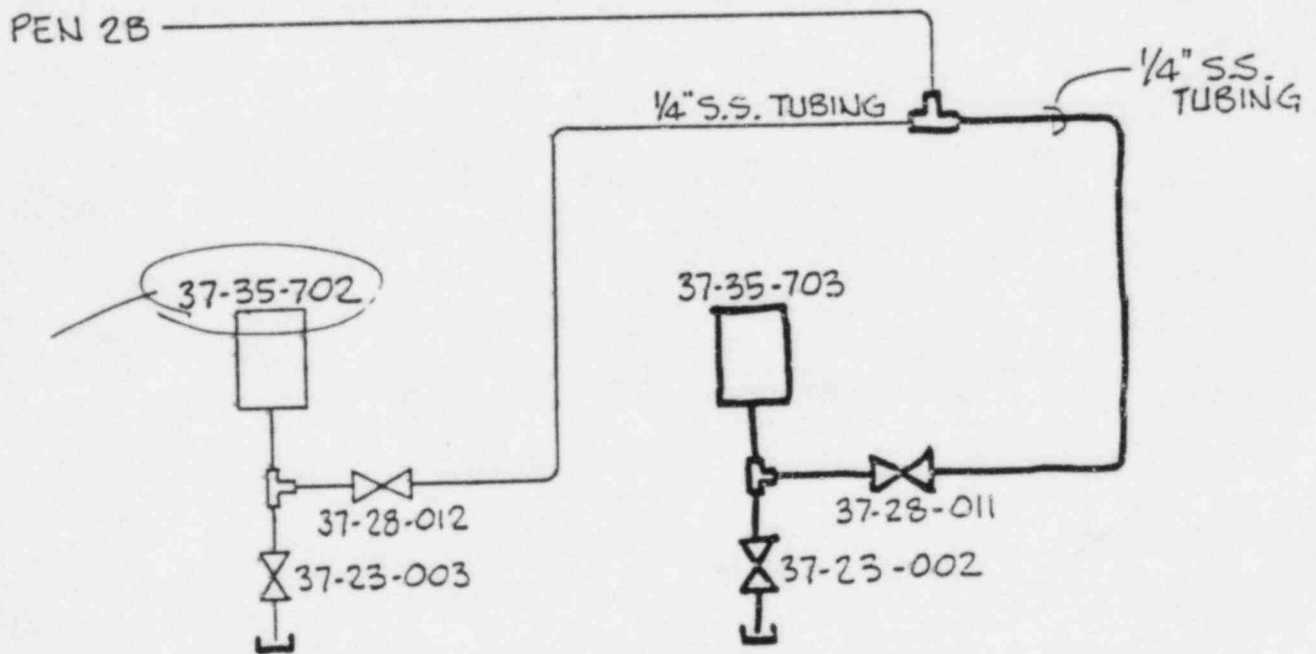 PEN 2B
1/4" S.S. TUBING
1/4" S.S.
TUBING
37-35-702
37-35-703
37-28-012
37-28-011
37-23-003
37-23-002